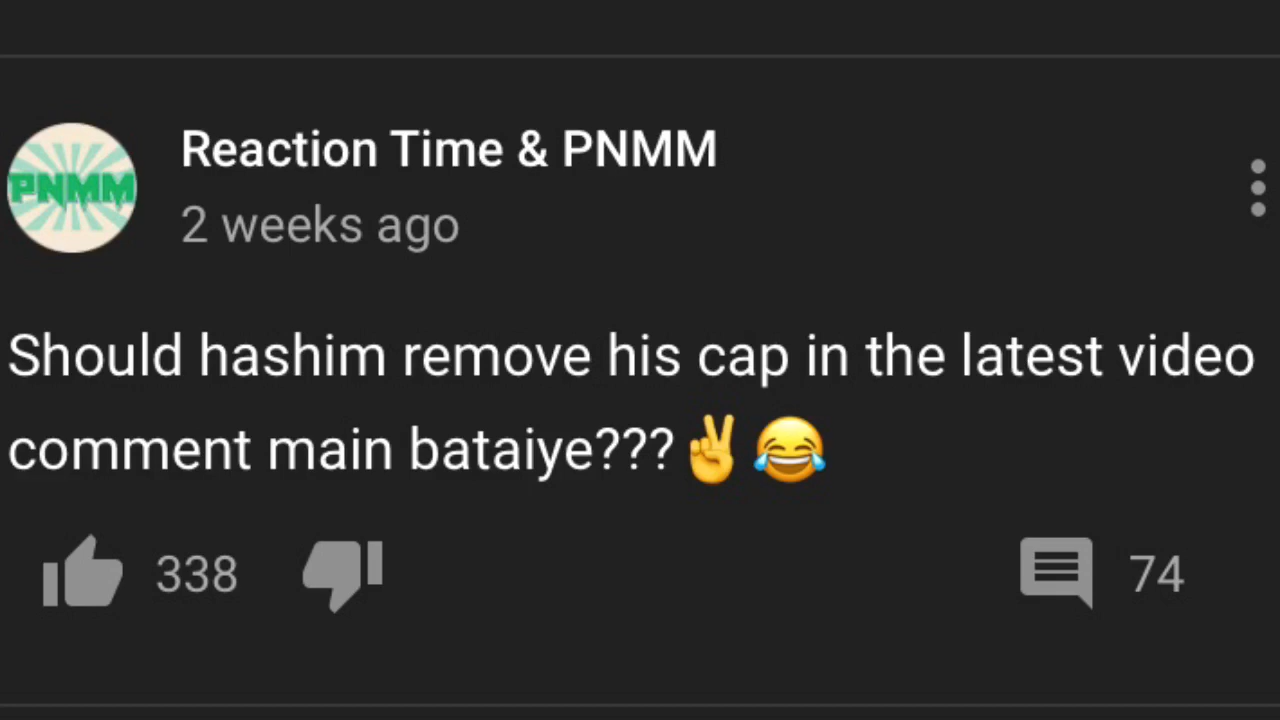 PNMM
Reaction Time & PNMM
2 weeks ago
Should hashim remove his cap in the latest video
comment main bataiye???✌️😂
338
74